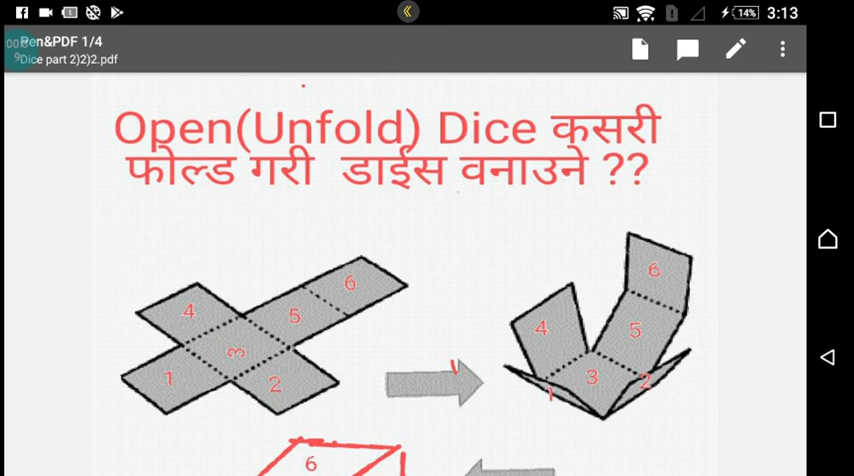 14% 3:13
Pen&PDF 1/4
Dice part 2)2)2.pdf
Open(Unfold) Dice कसरी
फोल्ड गरी डाईस वनाउने ??
4 3 5 6
1 2
4 5 6
1 3 2
6